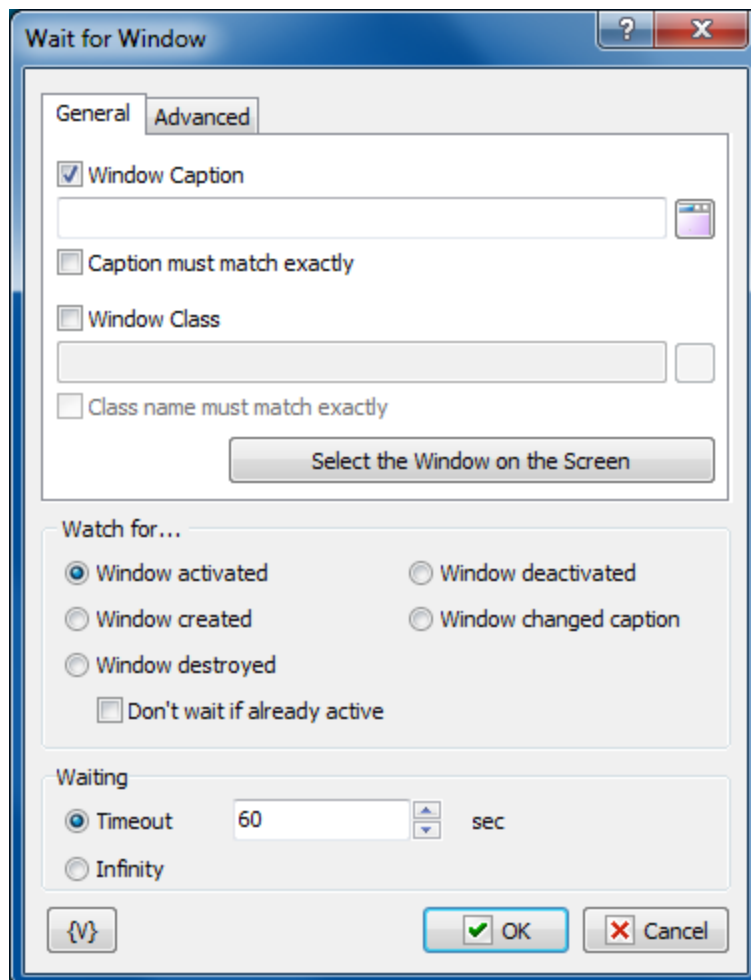 Wait for Window
?
General Advanced
Window Caption
Caption must match exactly
Window Class
Class name must match exactly
Select the Window on the Screen
Watch for...
Window activated Window deactivated
Window created Window changed caption
Window destroyed
Don't wait if already active
Waiting
Timeout 60 sec
Infinity
{V} OK Cancel